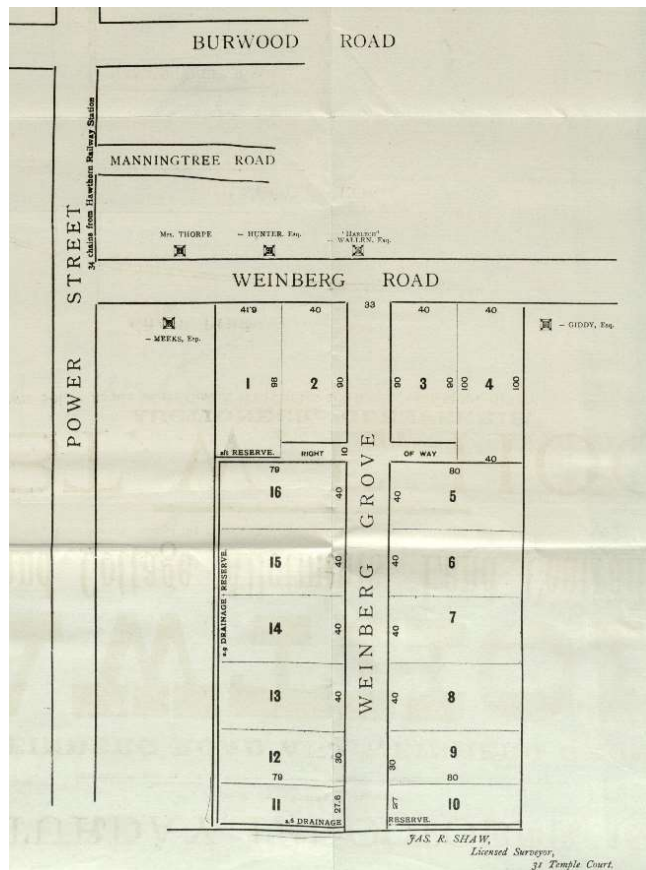 BURWOOD ROAD
34 chains from Hawthorn Railway Station
MANNINGTREE ROAD
POWER STREET
Mrs. THORPE
– HUNTER, Esq.
"Harlech"
– WALLEN, Esq.
WEINBERG ROAD
41'9 40 33 40 40
– MEEKS, Esq.
– GIDDY, Esq.
1 98 2 90 90 3 90 100 4 100
RESERVE. RIGHT 10 OF WAY 40
79 80
16 40 40 5
WEINBERG GROVE
DRAINAGE RESERVE.
15 40 40 6
14 40 40 7
13 40 40 8
12 30 30 9
79 80
11 27.6 27 10
DRAINAGE RESERVE.
JAS. R. SHAW,
Licensed Surveyor,
31 Temple Court.